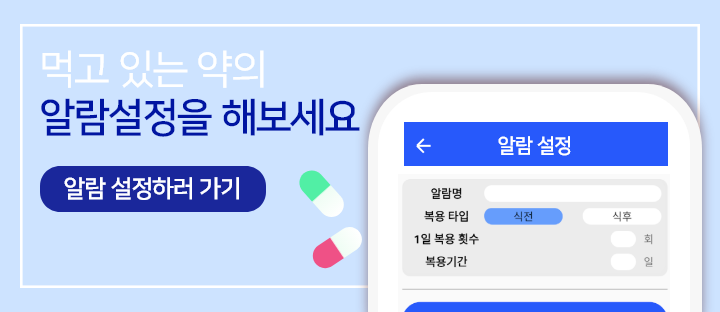 먹고 있는 약의
알람설정을 해보세요
알람 설정하러 가기
알람 설정
알람명
복용 타입 식전 식후
1일 복용 횟수 회
복용기간 일